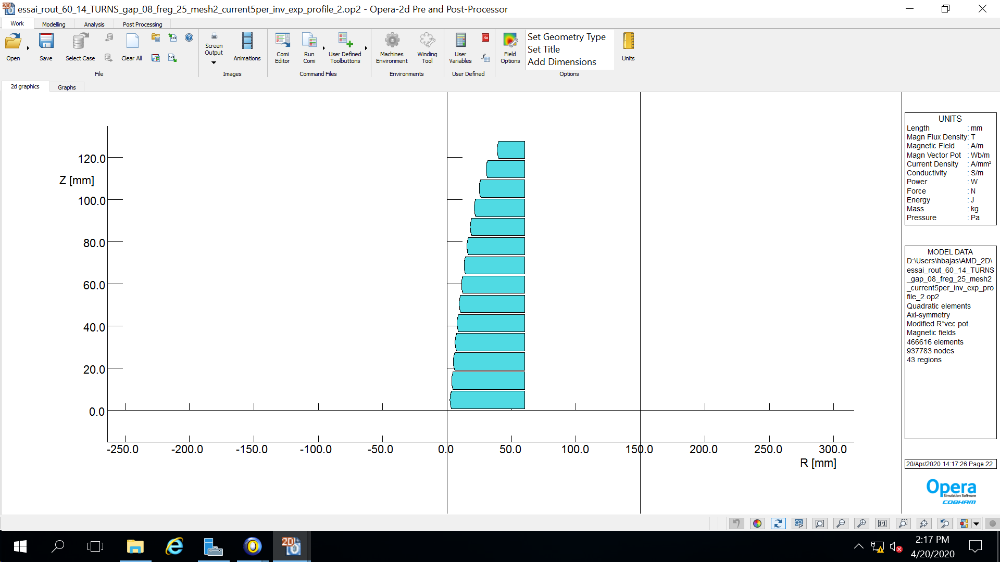 essai_rout_60_14_TURNS_gap_08_freg_25_mesh2_current5per_inv_exp_profile_2.op2 - Opera-2d Pre and Post-Processor
Work Modelling Analysis Post Processing
Open Save Select Case Clear All
File
Screen Output Animations
Images
Comi Editor Run Comi User Defined Toolbuttons
Command Files
Machines Environment Winding Tool
Environments
User Variables
User Defined
Field Options
Set Geometry Type
Set Title
Add Dimensions
Options
Units
2d graphics Graphs
120.0
Z [mm]
100.0
80.0
60.0
40.0
20.0
0.0
-250.0 -200.0 -150.0 -100.0 -50.0 0.0 50.0 100.0 150.0 200.0 250.0 300.0
R [mm]
UNITS
Length : mm
Magn Flux Density: T
Magnetic Field : A/m
Magn Vector Pot : Wb/m
Current Density : A/mm²
Conductivity : S/m
Power : W
Force : N
Energy : J
Mass : kg
Pressure : Pa
MODEL DATA
D:\Users\hbajas\AMD_2D\
essai_rout_60_14_TURNS
_gap_08_freg_25_mesh2
_current5per_inv_exp_pro
file_2.op2
Quadratic elements
Axi-symmetry
Modified R*vec pot.
Magnetic fields
466616 elements
937783 nodes
43 regions
20/Apr/2020 14:17:26 Page 22
Opera
Simulation Software
COBHAM
1:1
2:17 PM
4/20/2020